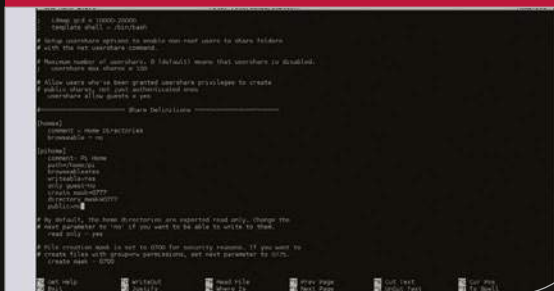 ; idmap gid = 10000-20000
; template shell = /bin/bash
# Setup usershare options to enable non-root users to share folders
# with the net usershare command.
# Maximum number of usershare. 0 (default) means that usershare is disabled.
; usershare max shares = 100
# Allow users who've been granted usershare privileges to create
# public shares, not just authenticated ones
usershare allow guests = yes
#======================= Share Definitions =======================
[homes]
comment = Home Directories
browseable = no
[pihome]
comment= Pi Home
path=/home/pi
browseable=Yes
writeable=Yes
only guest=no
create mask=0777
directory mask=0777
public=no
# By default, the home directories are exported read only. Change the
# next parameter to 'no' if you want to be able to write to them.
read only = yes
# File creation mask is set to 0700 for security reasons. If you want to
# create files with group=rw permissions, set next parameter to 0775.
create mask = 0700
Get Help WriteOut Read File Prev Page Cut Text Cur Pos
Exit Justify Where Is Next Page UnCut Text To Spell